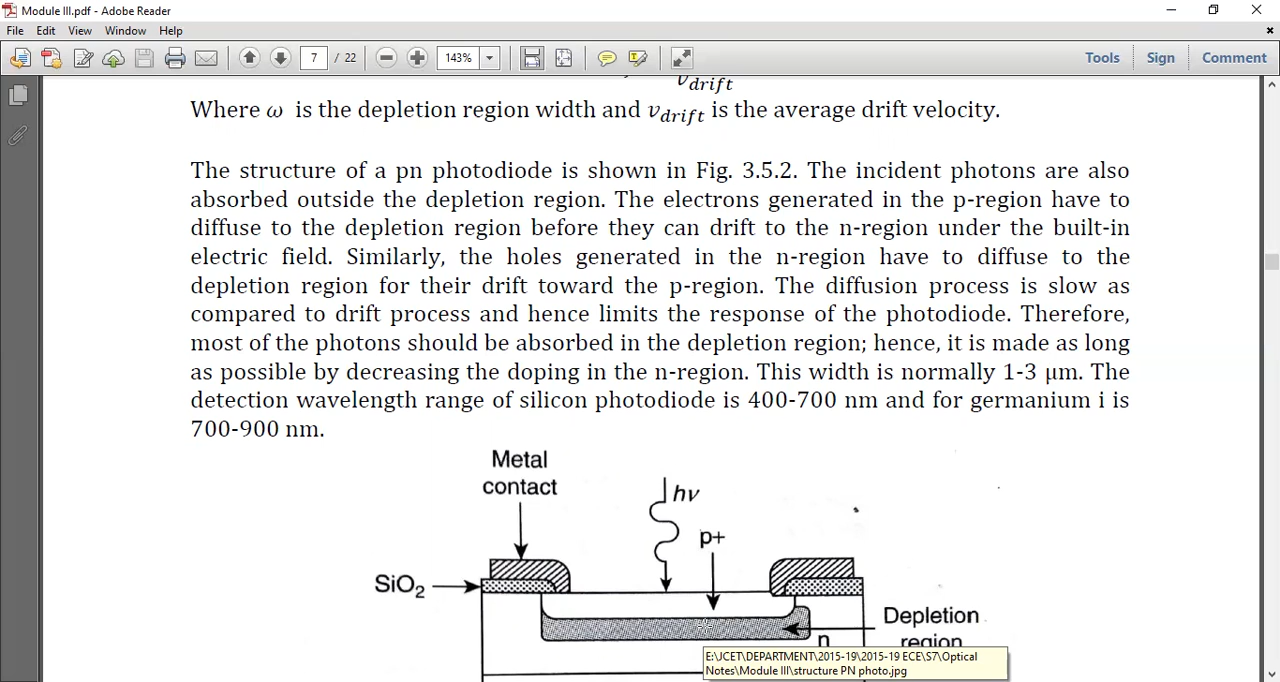 Module III.pdf - Adobe Reader
File Edit View Window Help
7 / 22 143% Tools Sign Comment
v_drift
Where ω is the depletion region width and v_drift is the average drift velocity.
The structure of a pn photodiode is shown in Fig. 3.5.2. The incident photons are also
absorbed outside the depletion region. The electrons generated in the p-region have to
diffuse to the depletion region before they can drift to the n-region under the built-in
electric field. Similarly, the holes generated in the n-region have to diffuse to the
depletion region for their drift toward the p-region. The diffusion process is slow as
compared to drift process and hence limits the response of the photodiode. Therefore,
most of the photons should be absorbed in the depletion region; hence, it is made as long
as possible by decreasing the doping in the n-region. This width is normally 1-3 μm. The
detection wavelength range of silicon photodiode is 400-700 nm and for germanium i is
700-900 nm.
Metal
contact
hν
p+
SiO₂
Depletion
region
n
E:\JCET\DEPARTMENT\2015-19\2015-19 ECE\S7\Optical
Notes\Module III\structure PN photo.jpg